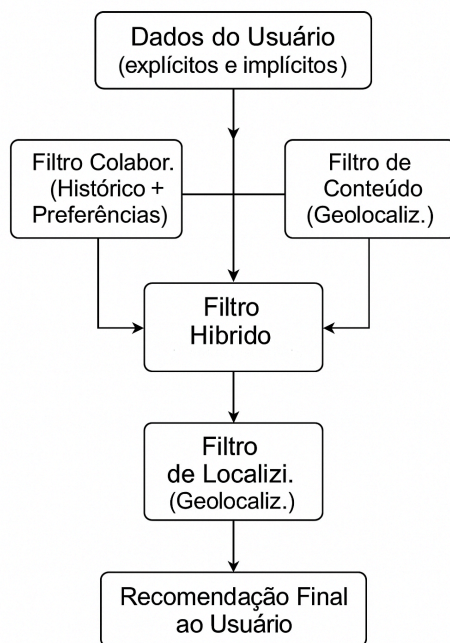 Dados do Usuário
(explícitos e implícitos)
Filtro Colabor.
(Histórico +
Preferências)
Filtro de
Conteúdo
(Geolocaliz.)
Filtro
Hibrido
Filtro
de Localizi.
(Geolocaliz.)
Recomendação Final
ao Usuário